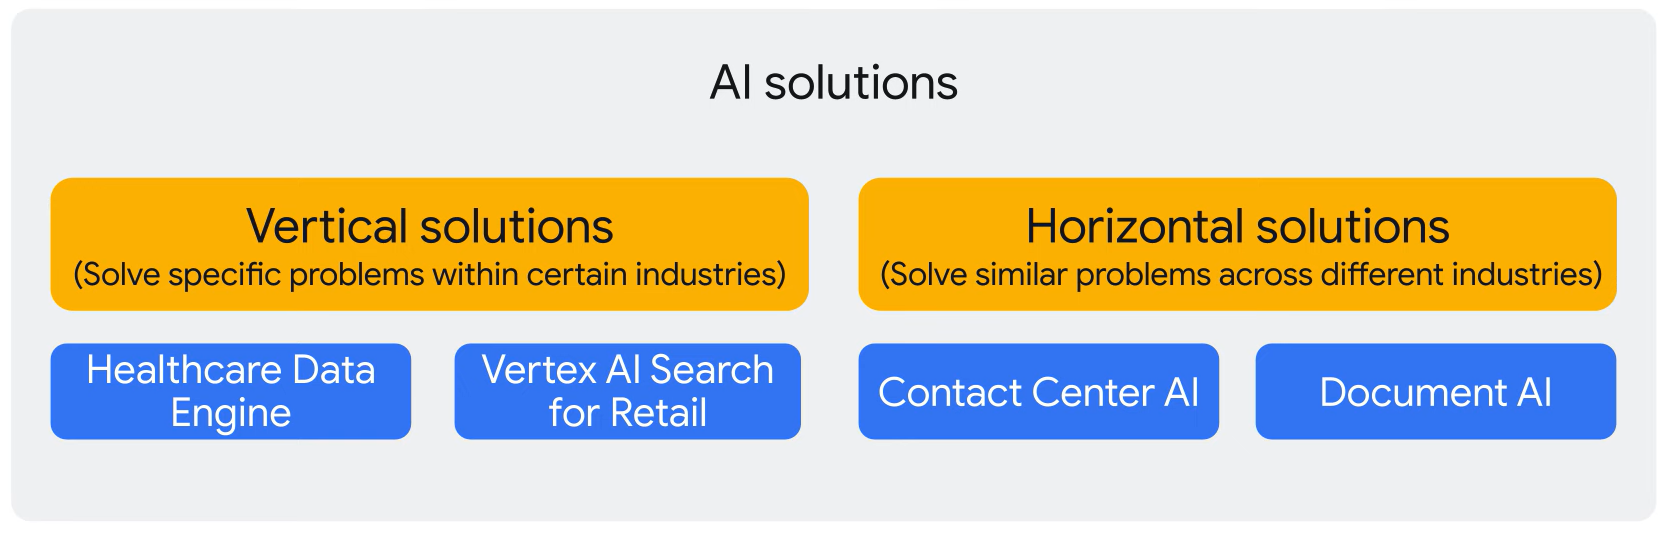 AI solutions
Vertical solutions
(Solve specific problems within certain industries)
Healthcare Data
Engine
Vertex AI Search
for Retail
Horizontal solutions
(Solve similar problems across different industries)
Contact Center AI
Document AI